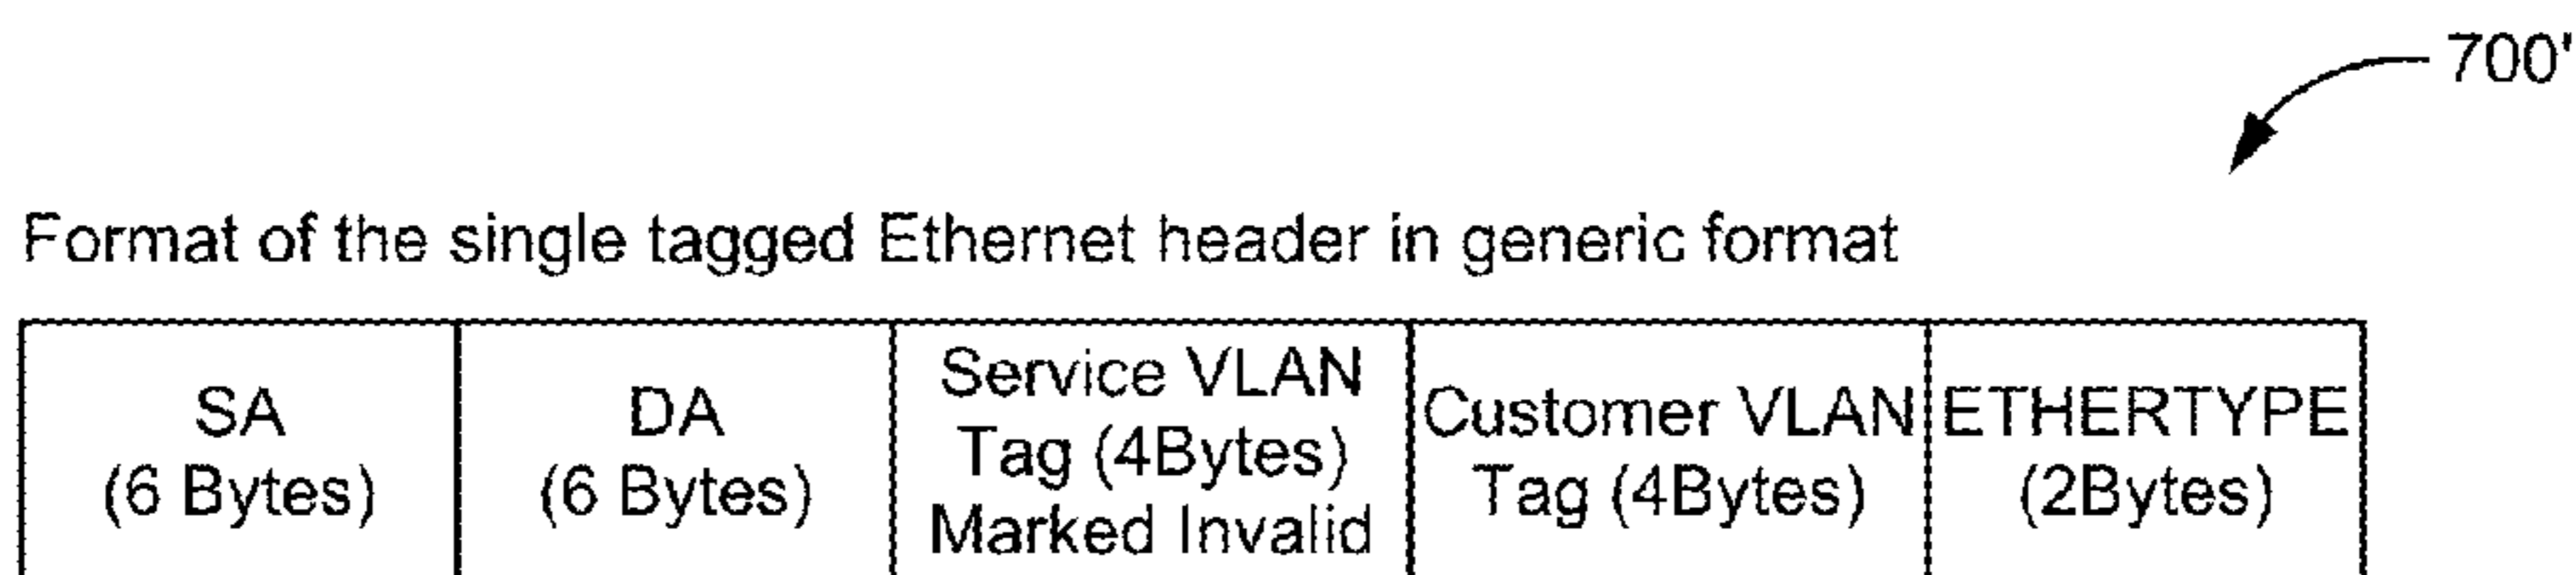 700'
Format of the single tagged Ethernet header in generic format
SA
(6 Bytes)
DA
(6 Bytes)
Service VLAN
Tag (4Bytes)
Marked Invalid
Customer VLAN
Tag (4Bytes)
ETHERTYPE
(2Bytes)